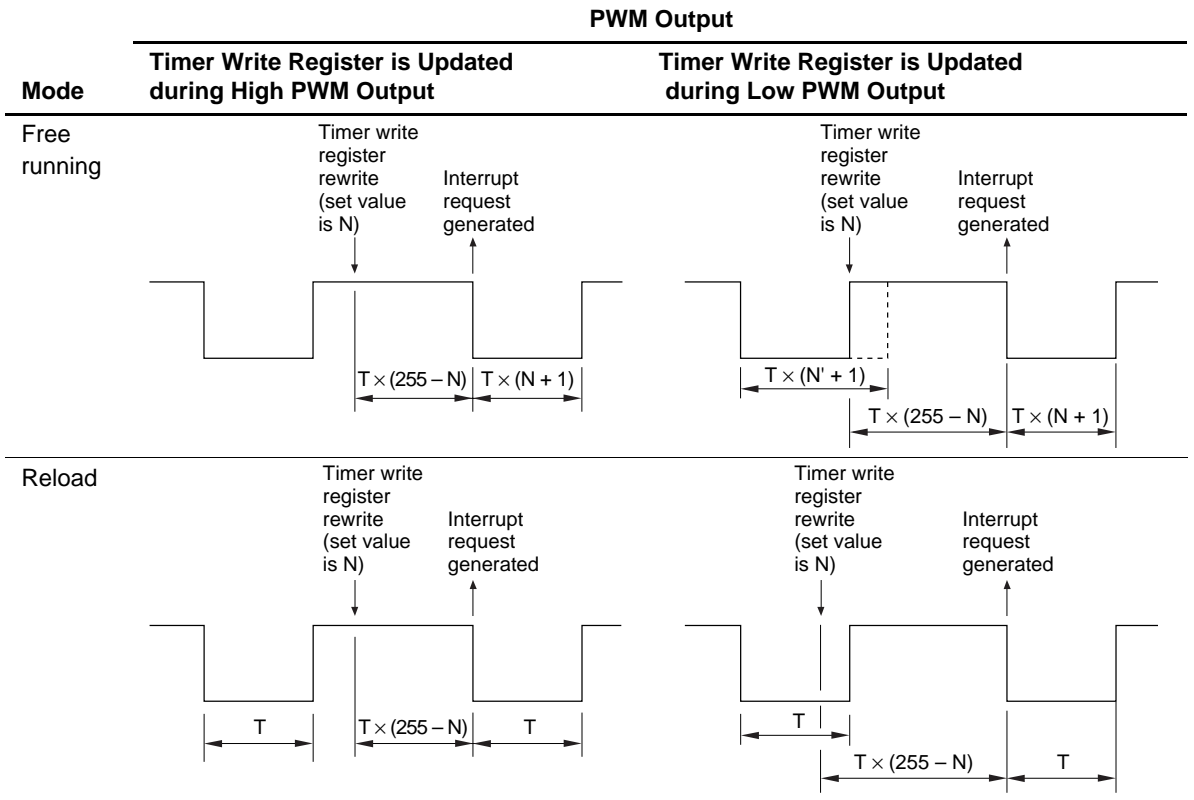 PWM Output
Mode
Timer Write Register is Updated
during High PWM Output
Timer Write Register is Updated
during Low PWM Output
Free
running
Timer write
register
rewrite
(set value
is N)
Interrupt
request
generated
T × (255 – N)
T × (N + 1)
Timer write
register
rewrite
(set value
is N)
Interrupt
request
generated
T × (N' + 1)
T × (255 – N)
T × (N + 1)
Reload
Timer write
register
rewrite
(set value
is N)
Interrupt
request
generated
T
T × (255 – N)
T
Timer write
register
rewrite
(set value
is N)
Interrupt
request
generated
T
T × (255 – N)
T